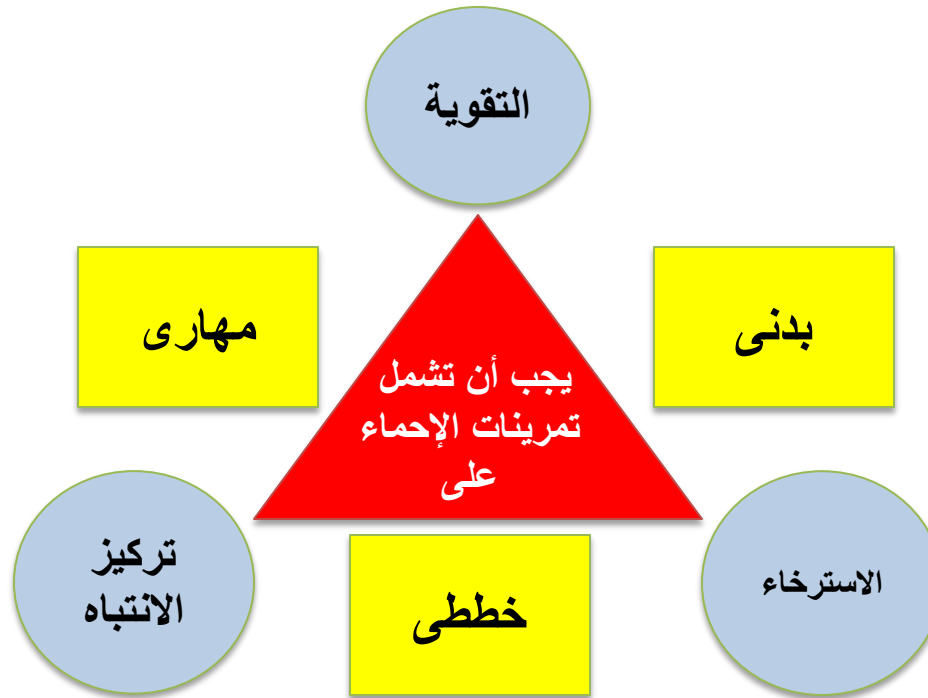 التقوية
بدنى
مهارى
يجب أن تشمل
تمرينات الإحماء
على
الاسترخاء
خططى
تركيز
الانتباه